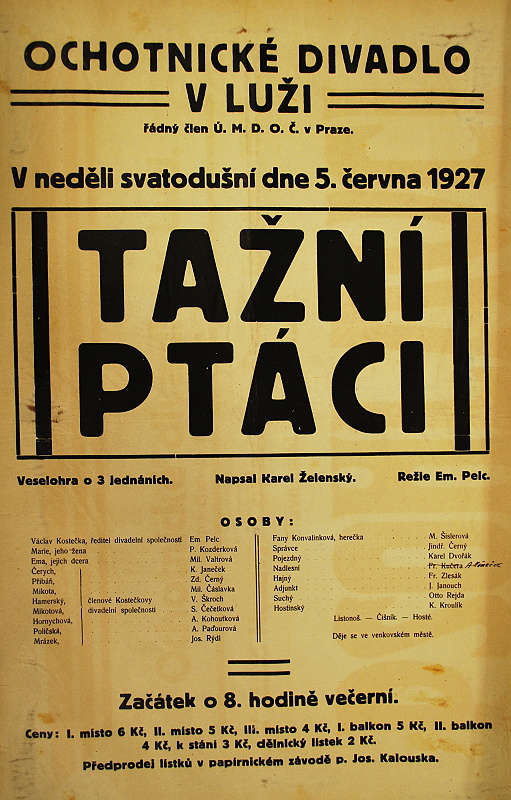 OCHOTNICKÉ DIVADLO
V LUŽI
řádný člen Ú. M. D. O. Č. v Praze.
V neděli svatodušní dne 5. června 1927
TAŽNÍ
PTÁCI
Veselohra o 3 jednáních. Napsal Karel Želenský. Režie Em. Pelc.
OSOBY:
Václav Kostečka, ředitel divadelní společnosti Em. Pelc
Marie, jeho žena P. Kozderková
Ema, jejich dcera Mil. Valtrová
Čerych, K. Janeček
Přibáň, Zd. Černý
Mikota, Mil. Čáslavka
Hamerský, členové Kostečkovy V. Škroch
Mikotová, divadelní společnosti S. Čečetková
Hornychová, A. Kohoutková
Poličská, A. Paďourová
Mrázek, Jos. Rýdl
Fany Konvalinková, herečka M. Šislerová
Správce Jindř. Černý
Pojezdný Karel Dvořák
Nadlesní Fr. Kučera
Hajný Fr. Zlesák
Adjunkt J. Janouch
Suchý Otto Rejda
Hostinský K. Kroulík
Listonoš. — Číšník. — Hosté.
Děje se ve venkovském městě.
Začátek o 8. hodině večerní.
Ceny: I. místo 6 Kč, II. místo 5 Kč, III. místo 4 Kč, I. balkon 5 Kč, II. balkon
4 Kč, k stání 3 Kč, dělnický lístek 2 Kč.
Předprodej lístků v papírnickém závodě p. Jos. Kalouska.